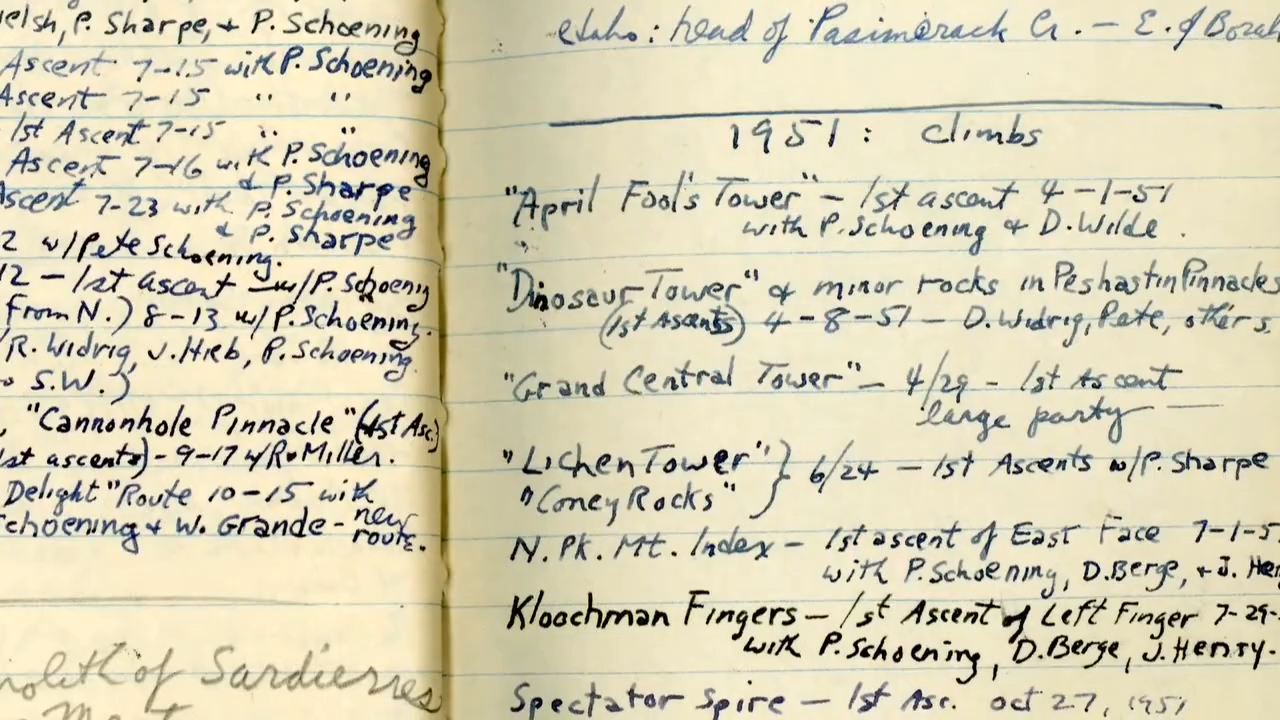 elsh, P. Sharpe, & P. Schoening
Ascent 7-15 with P. Schoening
Ascent 7-15 " "
1st Ascent 7-15 " "
Ascent 7-16 with P. Schoening
& P. Sharpe
Ascent 7-23 with P. Schoening
& P. Sharpe
2 w/Pete Schoening.
12 – 1st ascent – w/P. Schoenig
from N.) 8-13 w/P. Schoening.
R. Widrig, J. Hieb, P. Schoening.
S.W.)
"Cannonhole Pinnacle" (1st Asc.)
1st ascents) - 9-17 w/R. Miller.
Delight" Route 10-15 with
choening & W. Grande - new
route.
nolith of Sardierres
Idaho: head of Pasimerack Cr. – E. of Borah
1951: climbs
"April Fool's Tower" – 1st ascent 4-1-51
with P. Schoening & D. Wilde.
"Dinosaur Tower" & minor rocks in Peshastin Pinnacles
(1st Ascents) 4-8-51 – D. Widrig, Pete, others.
"Grand Central Tower" – 4/29 – 1st Ascent
large party —
"Lichen Tower" } 6/24 – 1st Ascents w/P. Sharpe
"Coney Rocks"
N. Pk. Mt. Index – 1st ascent of East Face 7-1-5
with P. Schoening, D. Berge, & J. Hen
Kloochman Fingers – 1st Ascent of Left Finger 7-29-
with P. Schoening, D. Berge, J. Henry.
Spectator Spire – 1st Asc. Oct 27, 1951